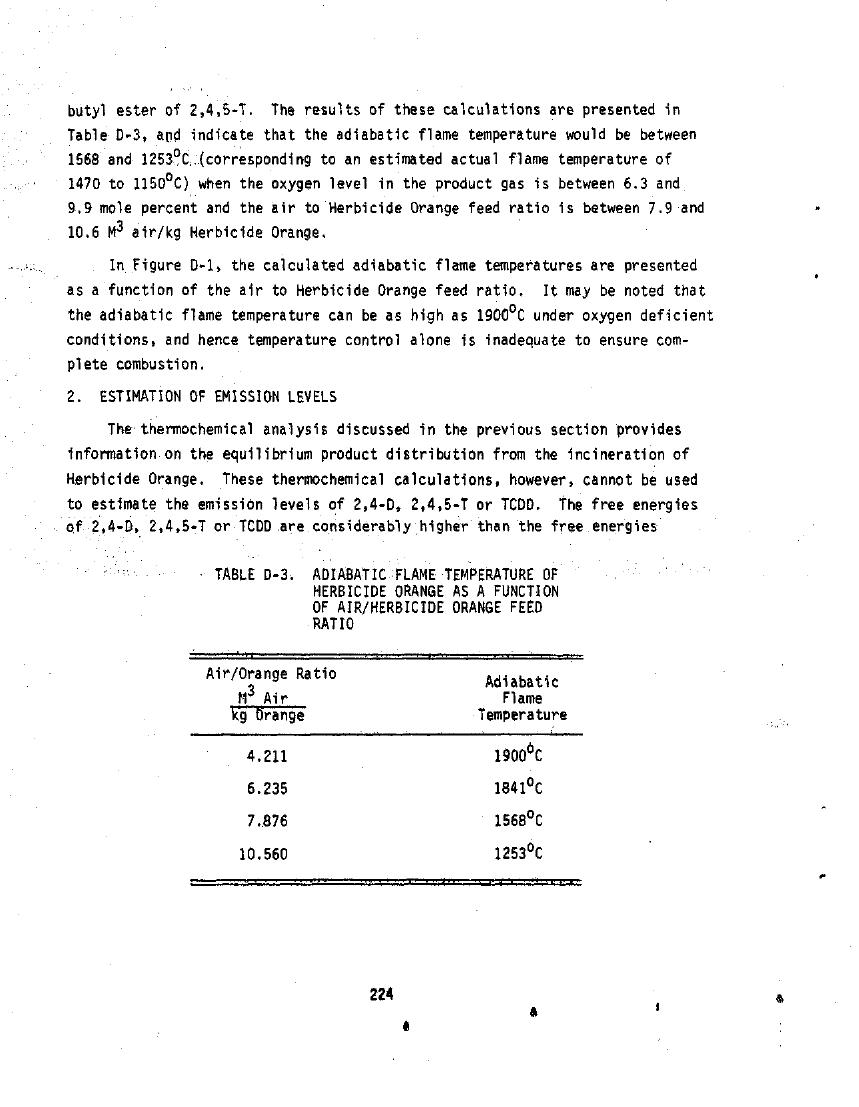 butyl ester of 2,4,5-T. The results of these calculations are presented in
Table D-3, and indicate that the adiabatic flame temperature would be between
1568 and 1253°C (corresponding to an estimated actual flame temperature of
1470 to 1150°C) when the oxygen level in the product gas is between 6.3 and
9.9 mole percent and the air to Herbicide Orange feed ratio is between 7.9 and
10.6 M³ air/kg Herbicide Orange.
In Figure D-1, the calculated adiabatic flame temperatures are presented
as a function of the air to Herbicide Orange feed ratio. It may be noted that
the adiabatic flame temperature can be as high as 1900°C under oxygen deficient
conditions, and hence temperature control alone is inadequate to ensure com-
plete combustion.
2. ESTIMATION OF EMISSION LEVELS
The thermochemical analysis discussed in the previous section provides
information on the equilibrium product distribution from the incineration of
Herbicide Orange. These thermochemical calculations, however, cannot be used
to estimate the emission levels of 2,4-D, 2,4,5-T or TCDD. The free energies
of 2,4-D, 2,4,5-T or TCDD are considerably higher than the free energies
TABLE D-3. ADIABATIC FLAME TEMPERATURE OF
HERBICIDE ORANGE AS A FUNCTION
OF AIR/HERBICIDE ORANGE FEED
RATIO
Air/Orange Ratio
M³ Air
kg Orange
Adiabatic
Flame
Temperature
4.211 1900°C
6.235 1841°C
7.876 1568°C
10.560 1253°C
224